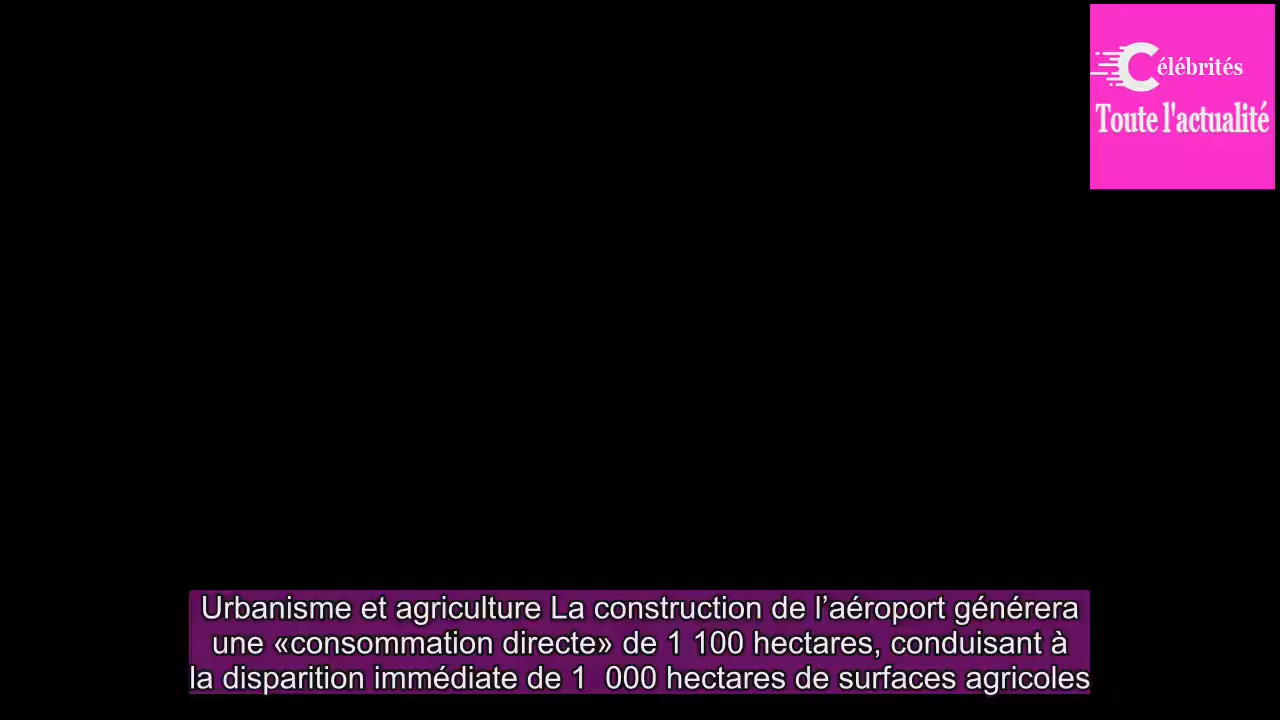 Célébrités
Toute l'actualité
Urbanisme et agriculture La construction de l’aéroport générera
une «consommation directe» de 1 100 hectares, conduisant à
la disparition immédiate de 1  000 hectares de surfaces agricoles